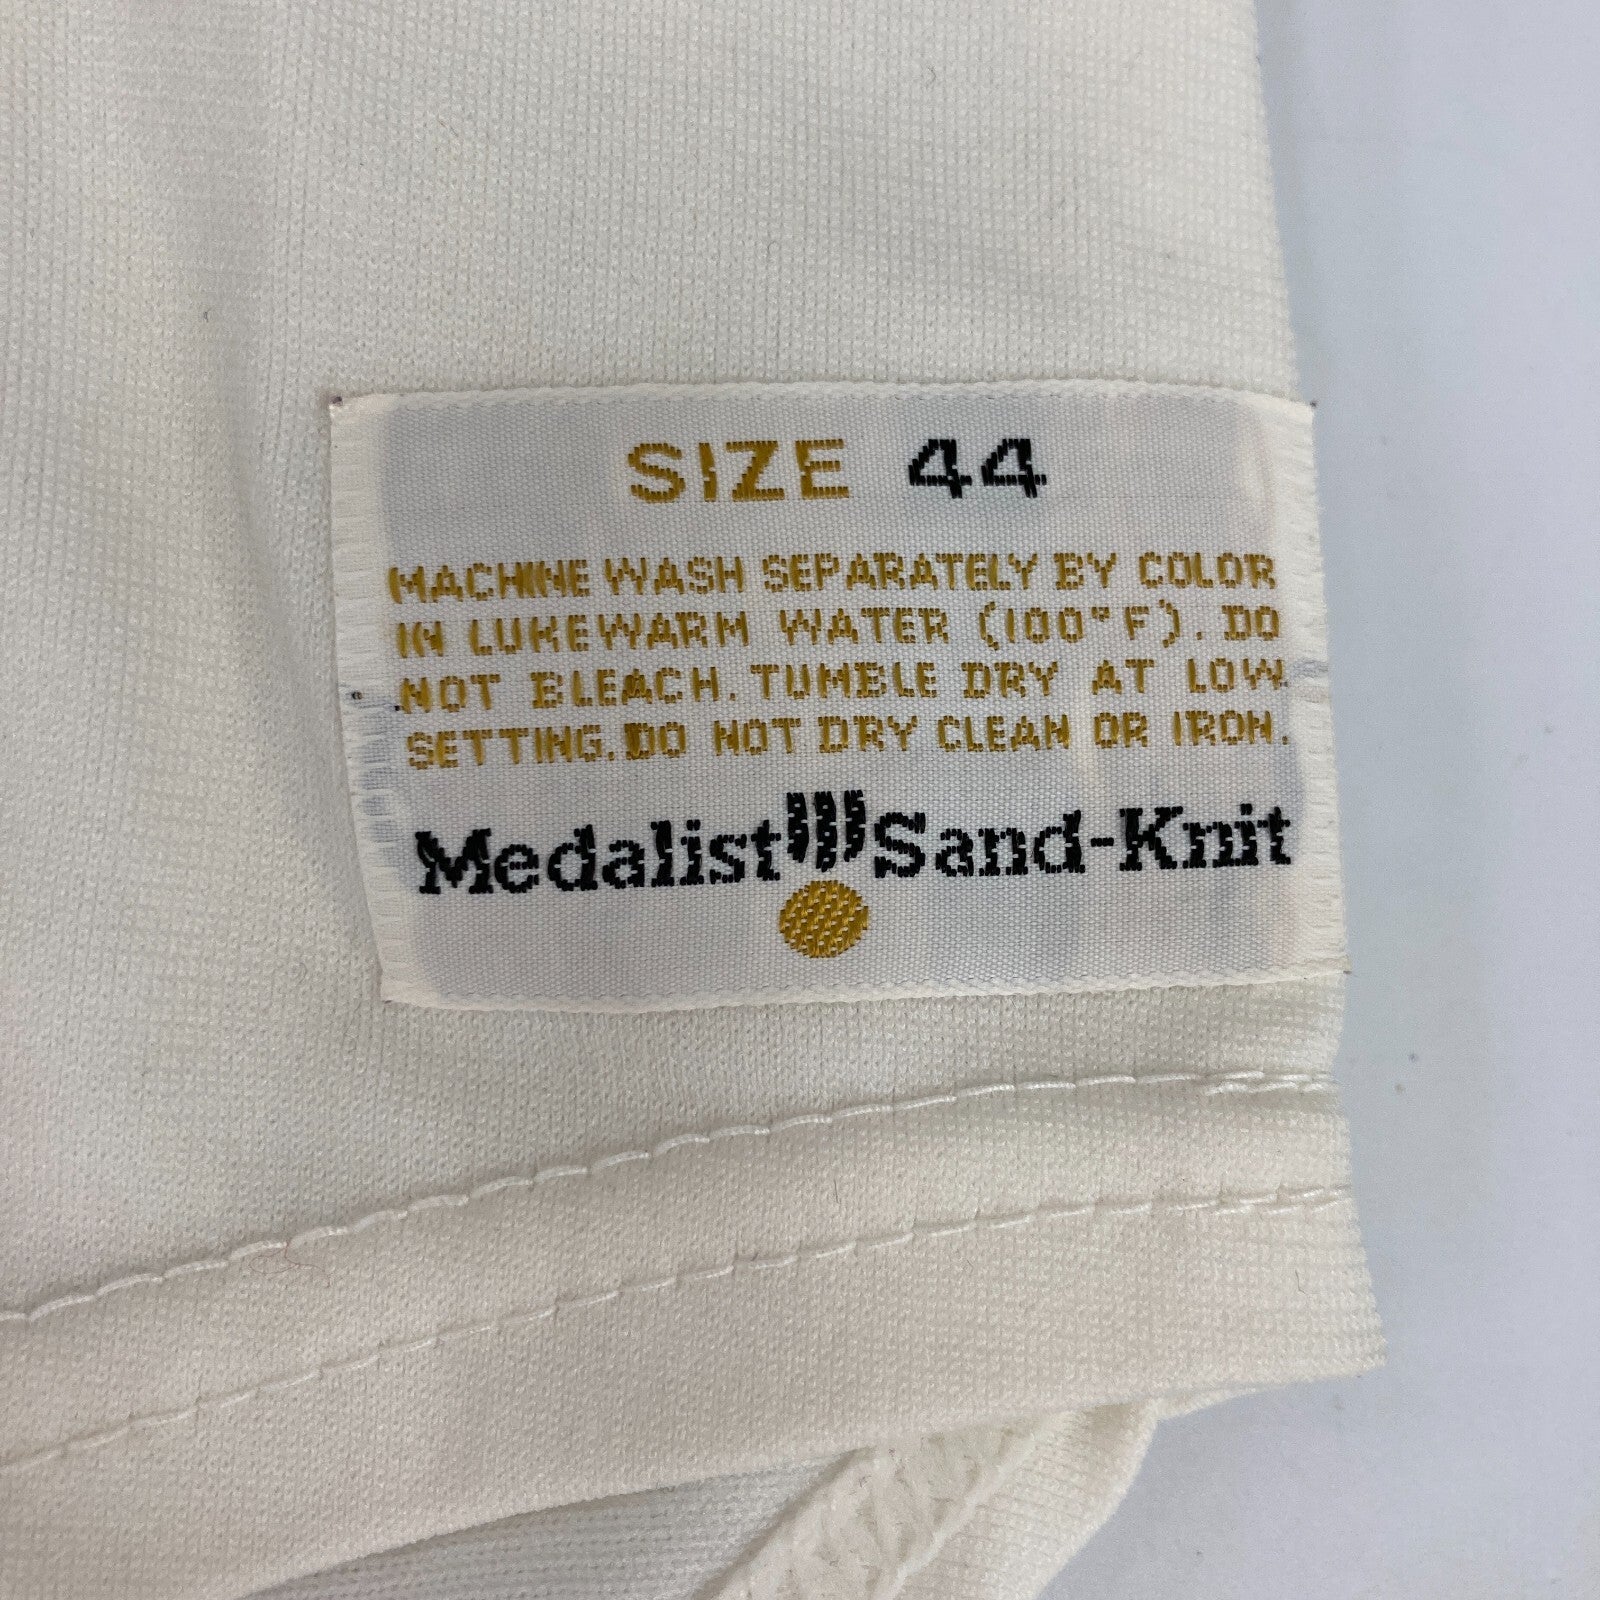 SIZE 44
MACHINE WASH SEPARATELY BY COLOR
IN LUKEWARM WATER (100°F). DO
NOT BLEACH. TUMBLE DRY AT LOW
SETTING. DO NOT DRY CLEAN OR IRON.
Medalist Sand-Knit